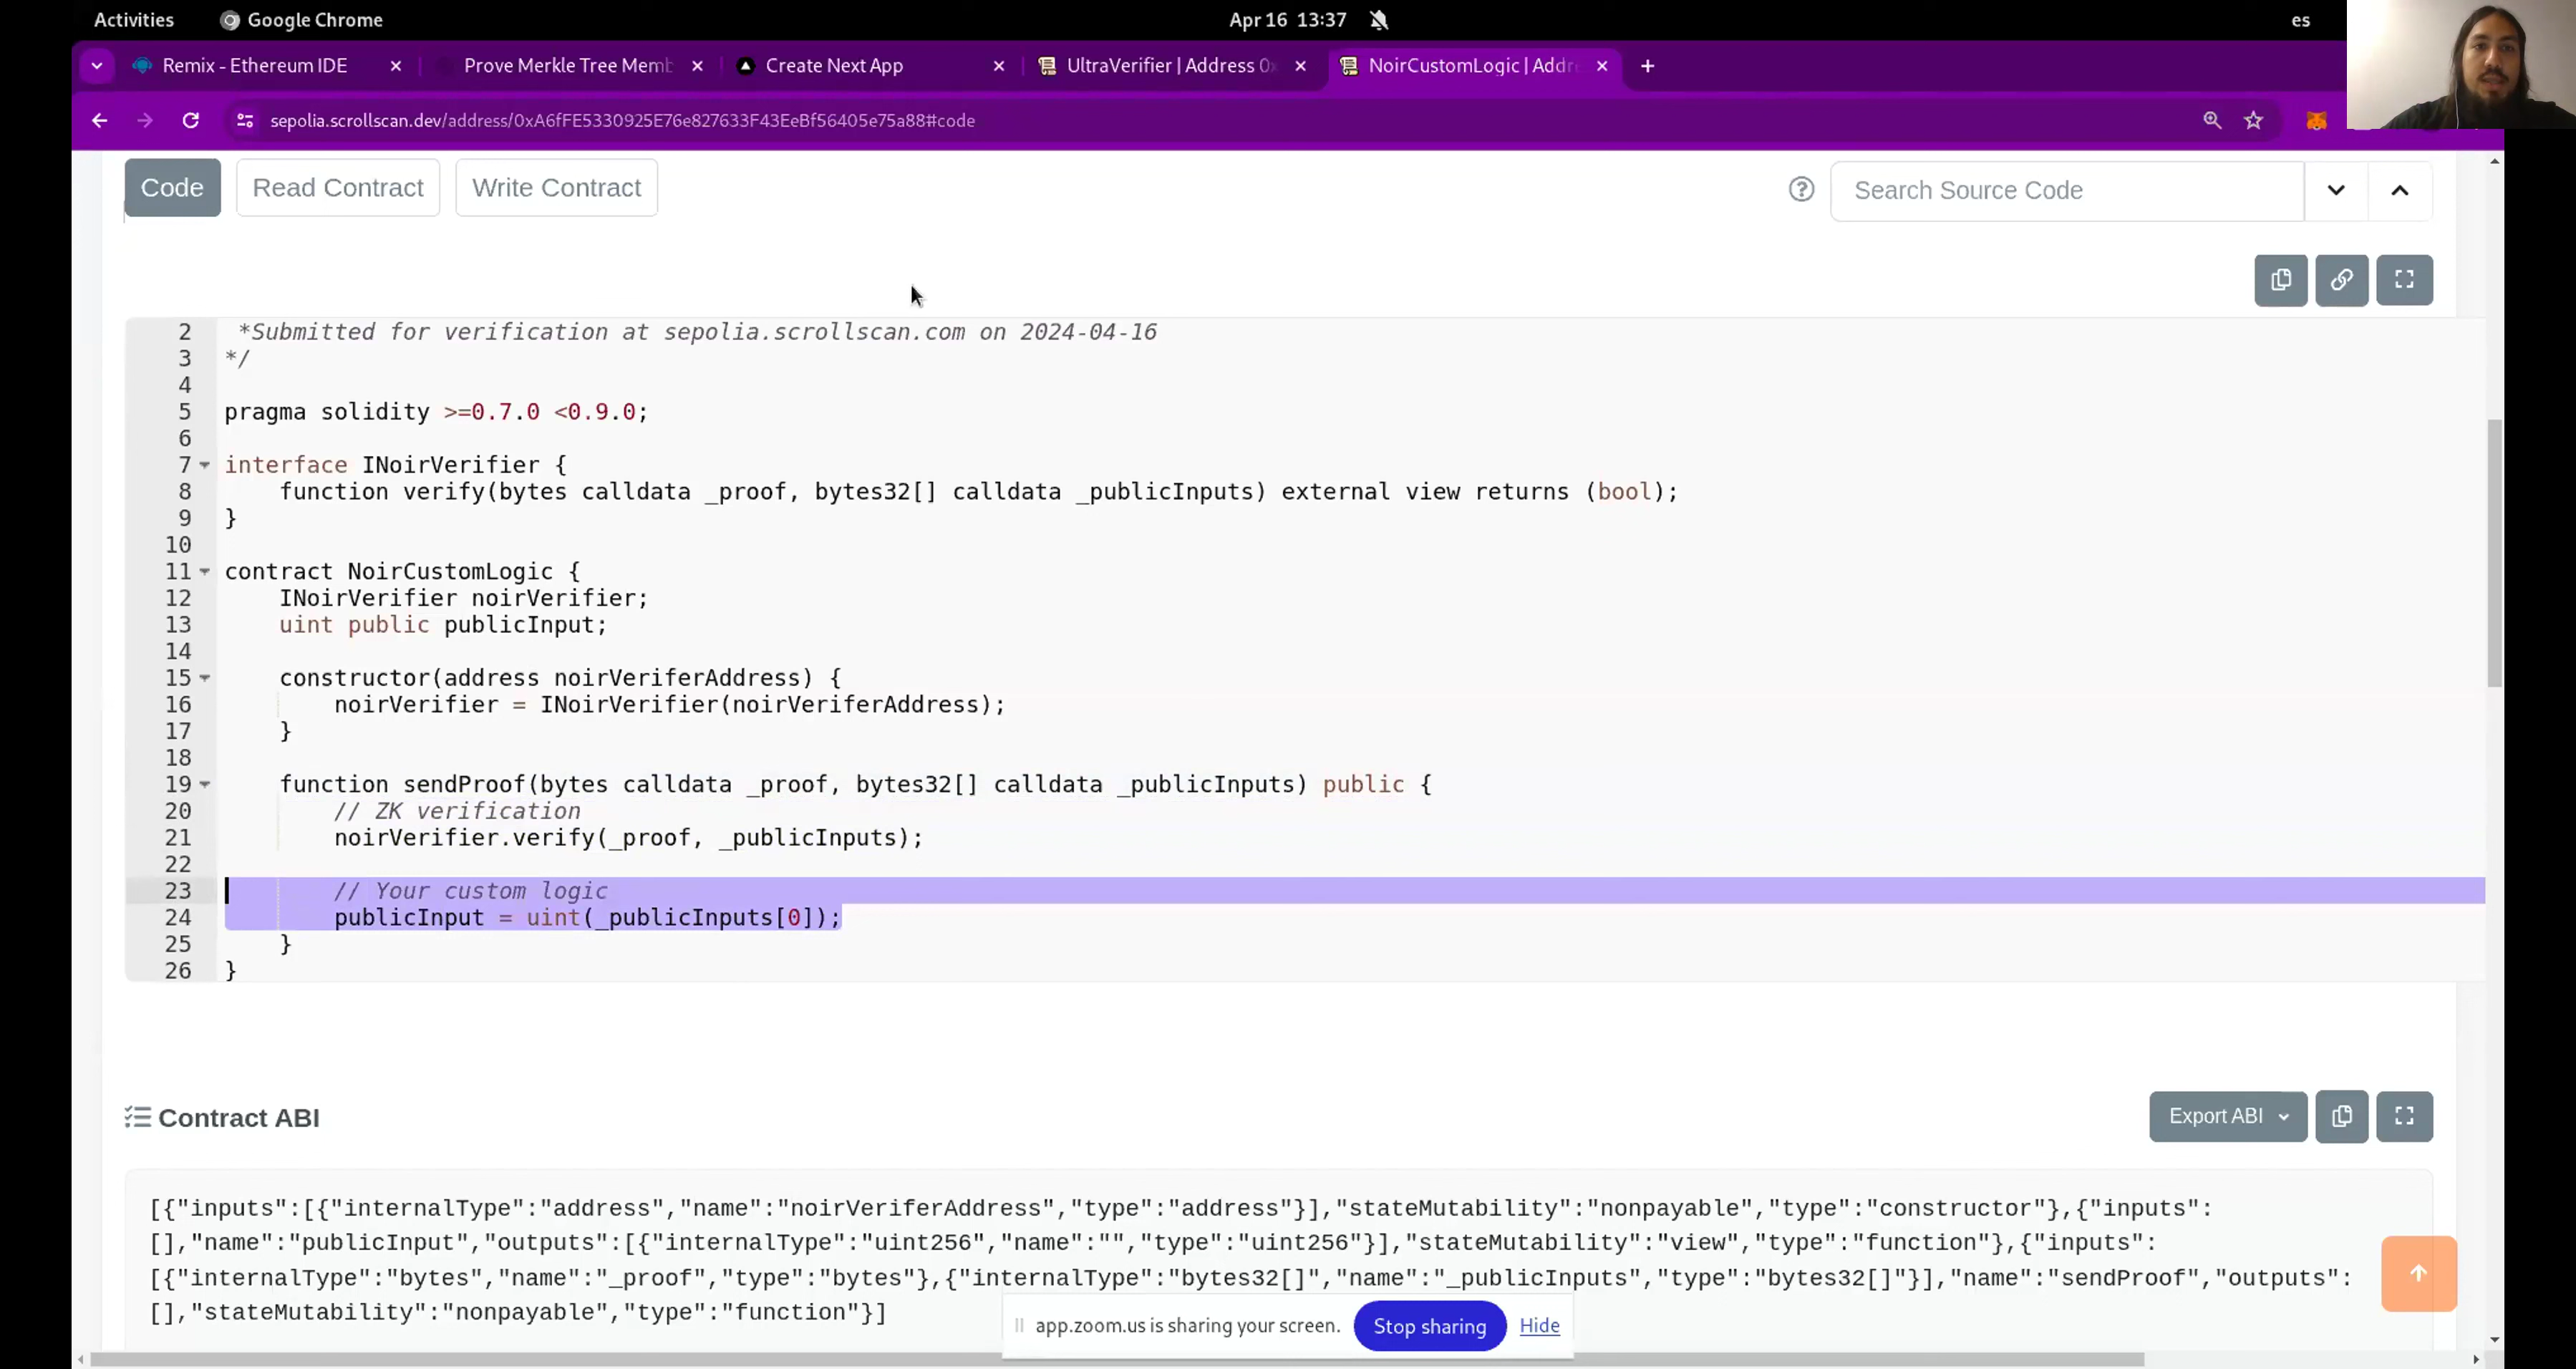 Activities Google Chrome Apr 16 13:37 es
Remix - Ethereum IDE Prove Merkle Tree Memb Create Next App UltraVerifier | Address 0x NoirCustomLogic | Addr
sepolia.scrollscan.dev/address/0xA6fFE5330925E76e827633F43EeBf56405e75a88#code
Code Read Contract Write Contract Search Source Code
2 *Submitted for verification at sepolia.scrollscan.com on 2024-04-16
3 */
4
5 pragma solidity >=0.7.0 <0.9.0;
6
7 interface INoirVerifier {
8 function verify(bytes calldata _proof, bytes32[] calldata _publicInputs) external view returns (bool);
9 }
10
11 contract NoirCustomLogic {
12 INoirVerifier noirVerifier;
13 uint public publicInput;
14
15 constructor(address noirVeriferAddress) {
16 noirVerifier = INoirVerifier(noirVeriferAddress);
17 }
18
19 function sendProof(bytes calldata _proof, bytes32[] calldata _publicInputs) public {
20 // ZK verification
21 noirVerifier.verify(_proof, _publicInputs);
22
23 // Your custom logic
24 publicInput = uint(_publicInputs[0]);
25 }
26 }
Contract ABI Export ABI
[{"inputs":[{"internalType":"address","name":"noirVeriferAddress","type":"address"}],"stateMutability":"nonpayable","type":"constructor"},{"inputs":
[],"name":"publicInput","outputs":[{"internalType":"uint256","name":"","type":"uint256"}],"stateMutability":"view","type":"function"},{"inputs":
[{"internalType":"bytes","name":"_proof","type":"bytes"},{"internalType":"bytes32[]","name":"_publicInputs","type":"bytes32[]"}],"name":"sendProof","outputs":
[],"stateMutability":"nonpayable","type":"function"}]
app.zoom.us is sharing your screen. Stop sharing Hide